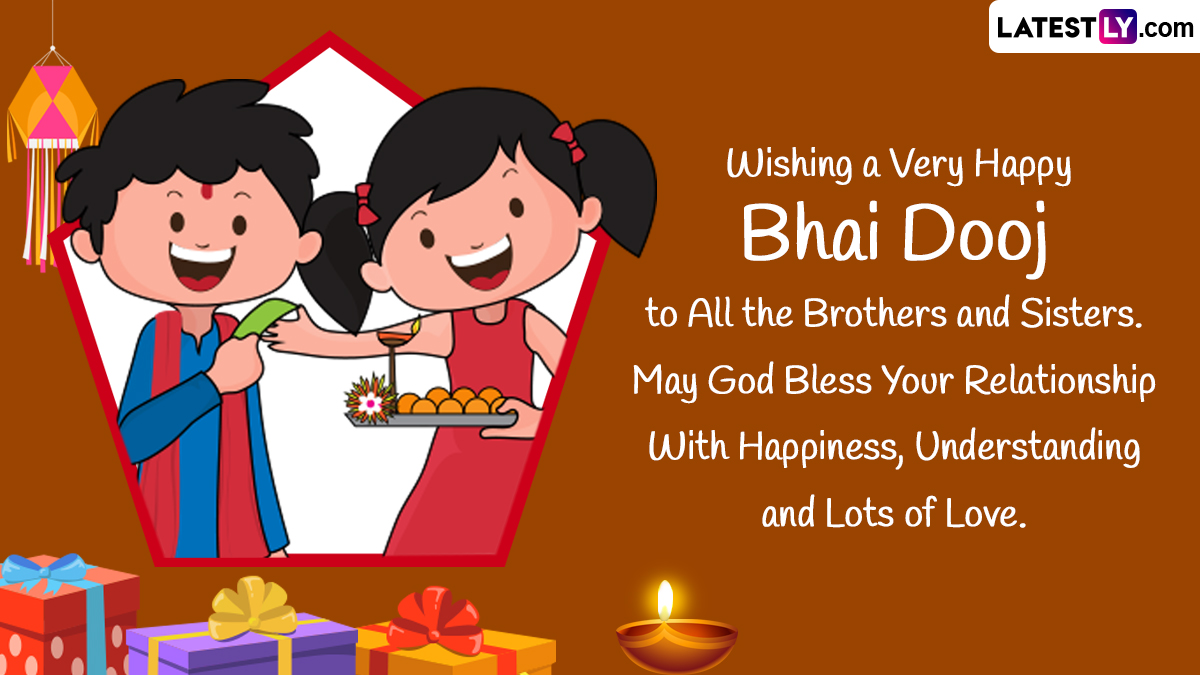 LATESTLY.com
Wishing a Very Happy
Bhai Dooj
to All the Brothers and Sisters.
May God Bless Your Relationship
With Happiness, Understanding
and Lots of Love.